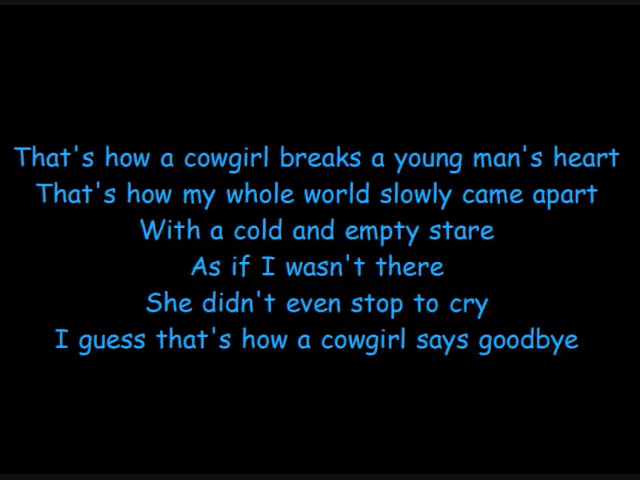 That's how a cowgirl breaks a young man's heart
That's how my whole world slowly came apart
With a cold and empty stare
As if I wasn't there
She didn't even stop to cry
I guess that's how a cowgirl says goodbye